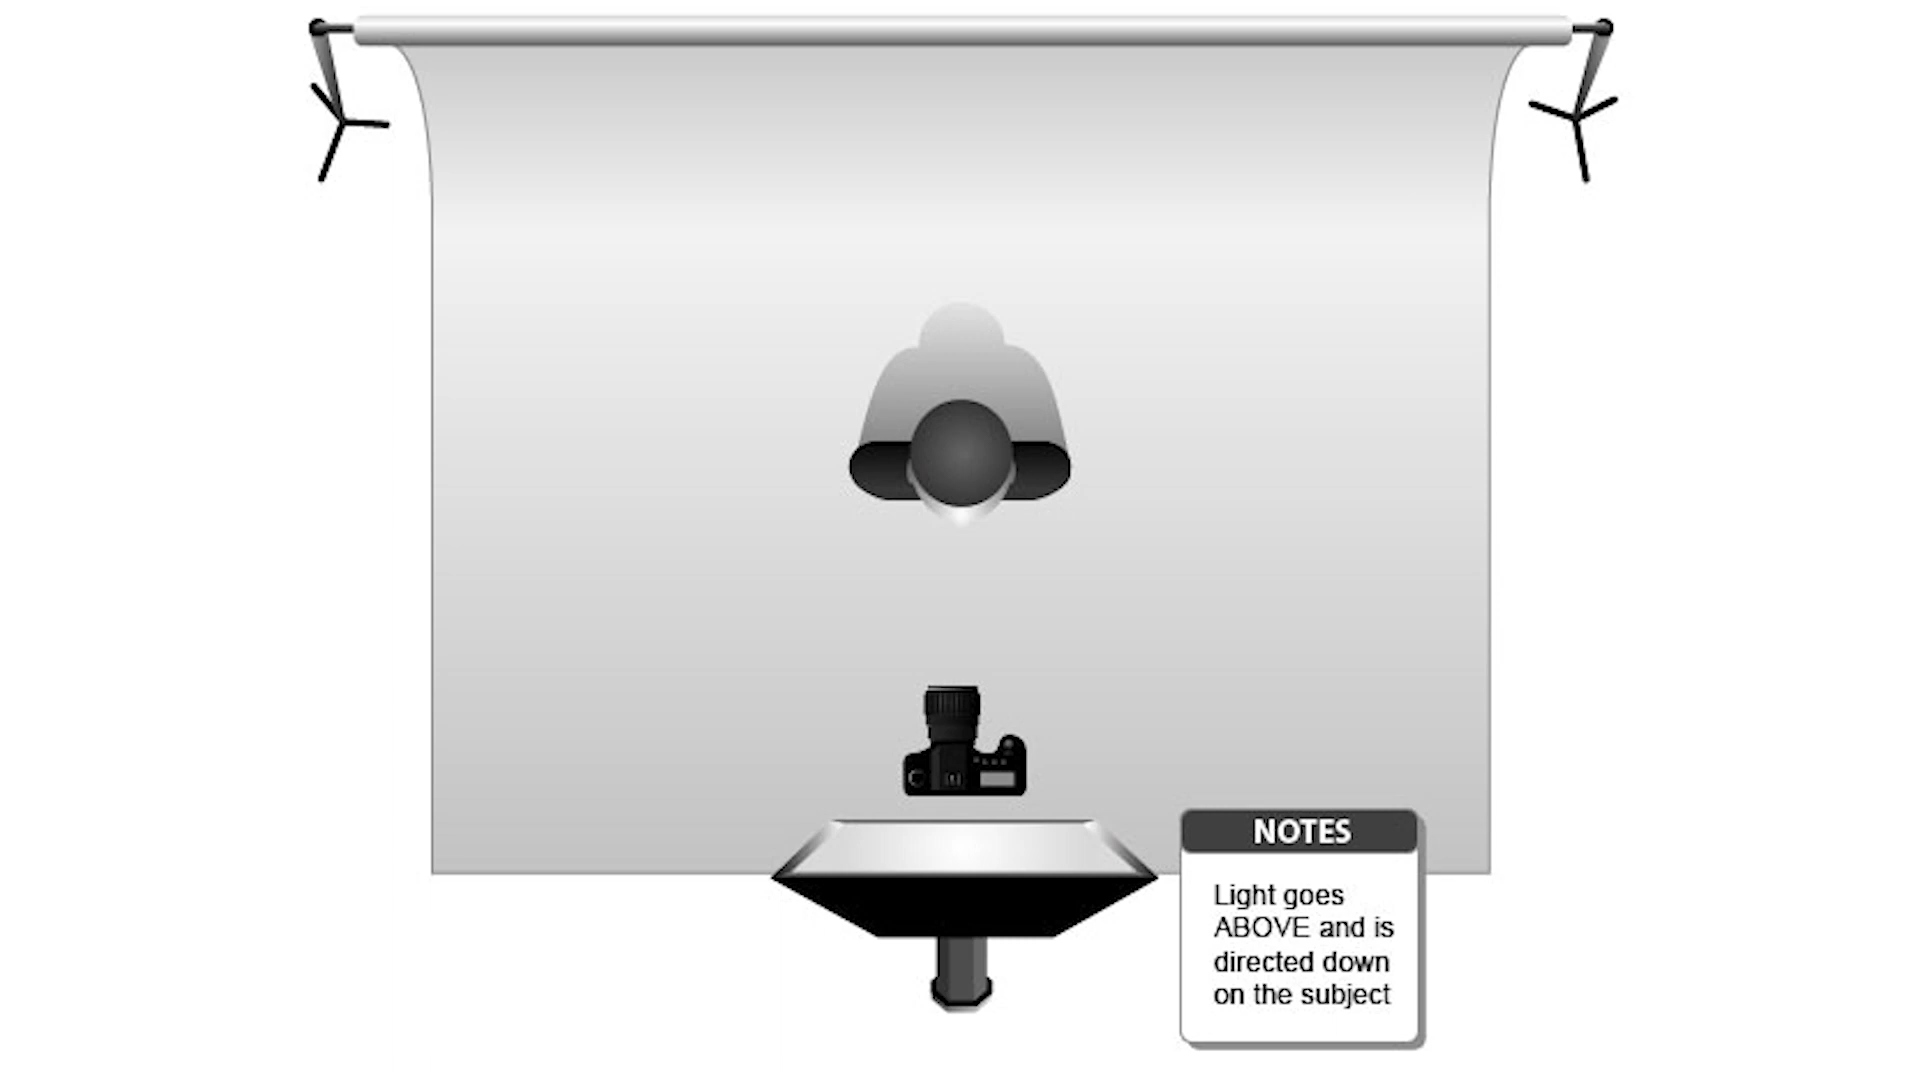 NOTES
Light goes
ABOVE and is
directed down
on the subject